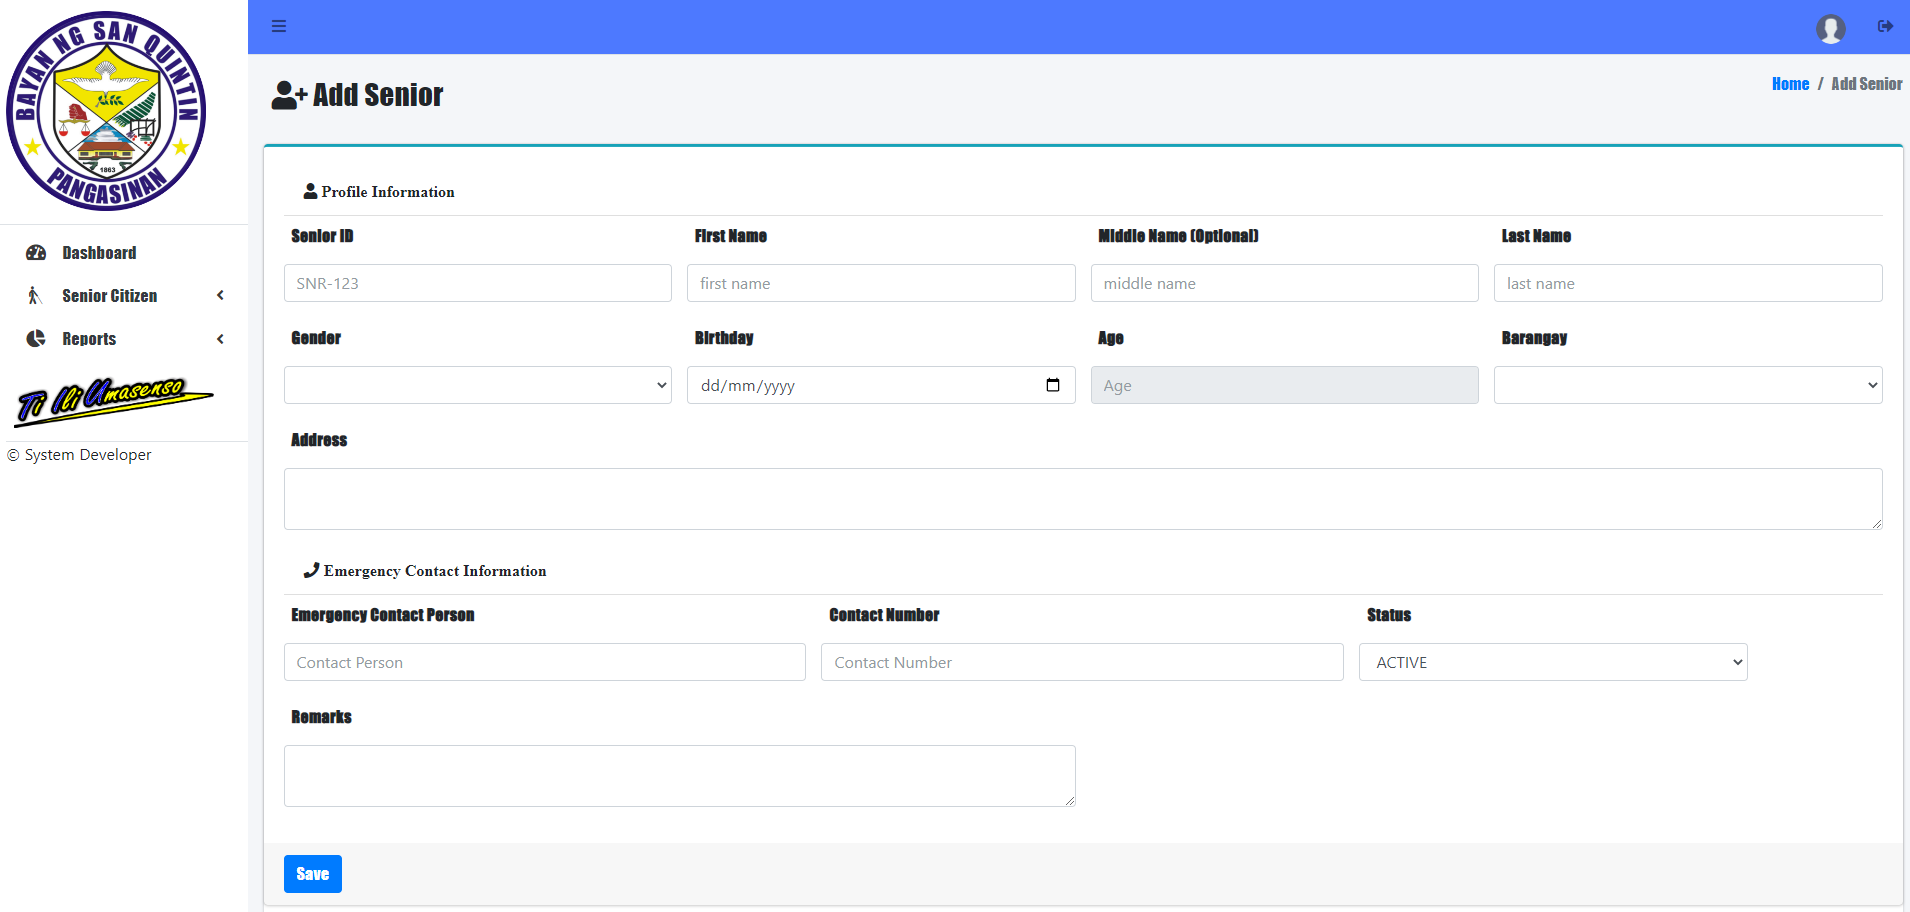 BAYAN NG SAN QUINTIN
1863
PANGASINAN
Dashboard
Senior Citizen
Reports
Ti Ili Umasenso
© System Developer
Add Senior
Home / Add Senior
Profile Information
Senior ID First Name Middle Name (Optional) Last Name
SNR-123 first name middle name last name
Gender Birthday Age Barangay
dd/mm/yyyy Age
Address
Emergency Contact Information
Emergency Contact Person Contact Number Status
Contact Person Contact Number ACTIVE
Remarks
Save